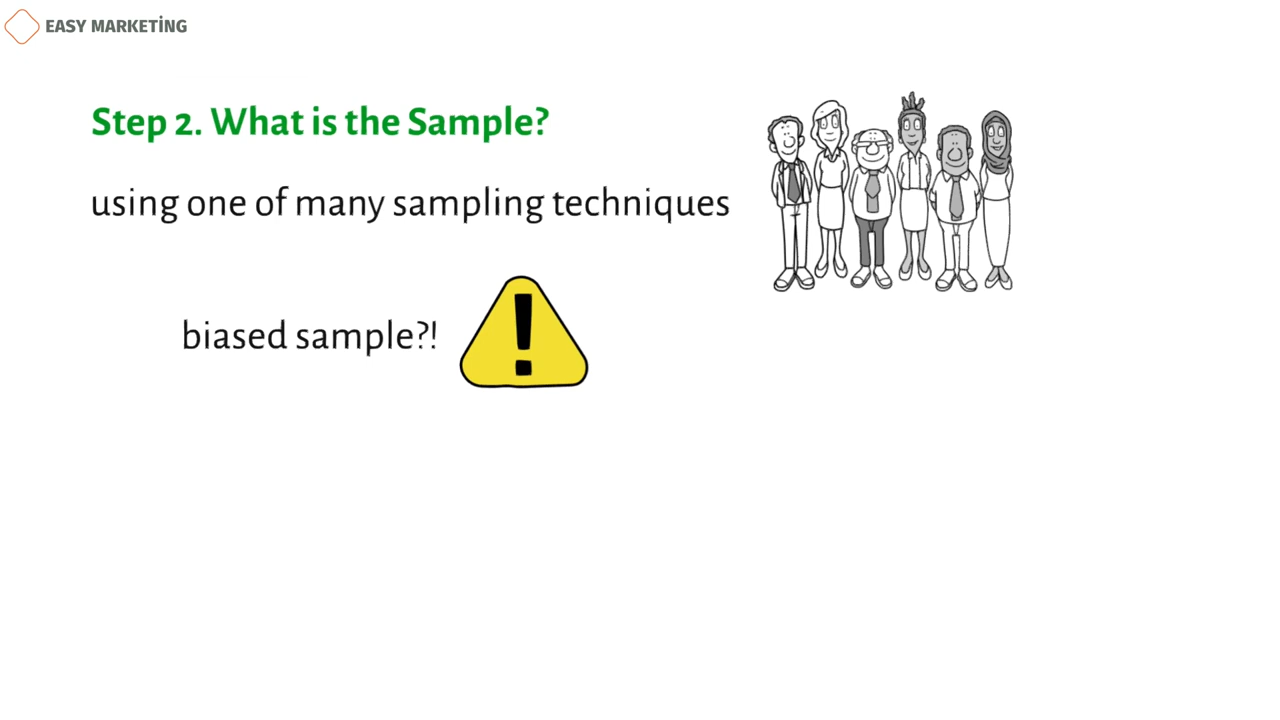 EASY MARKETİNG
Step 2. What is the Sample?
using one of many sampling techniques
biased sample?!